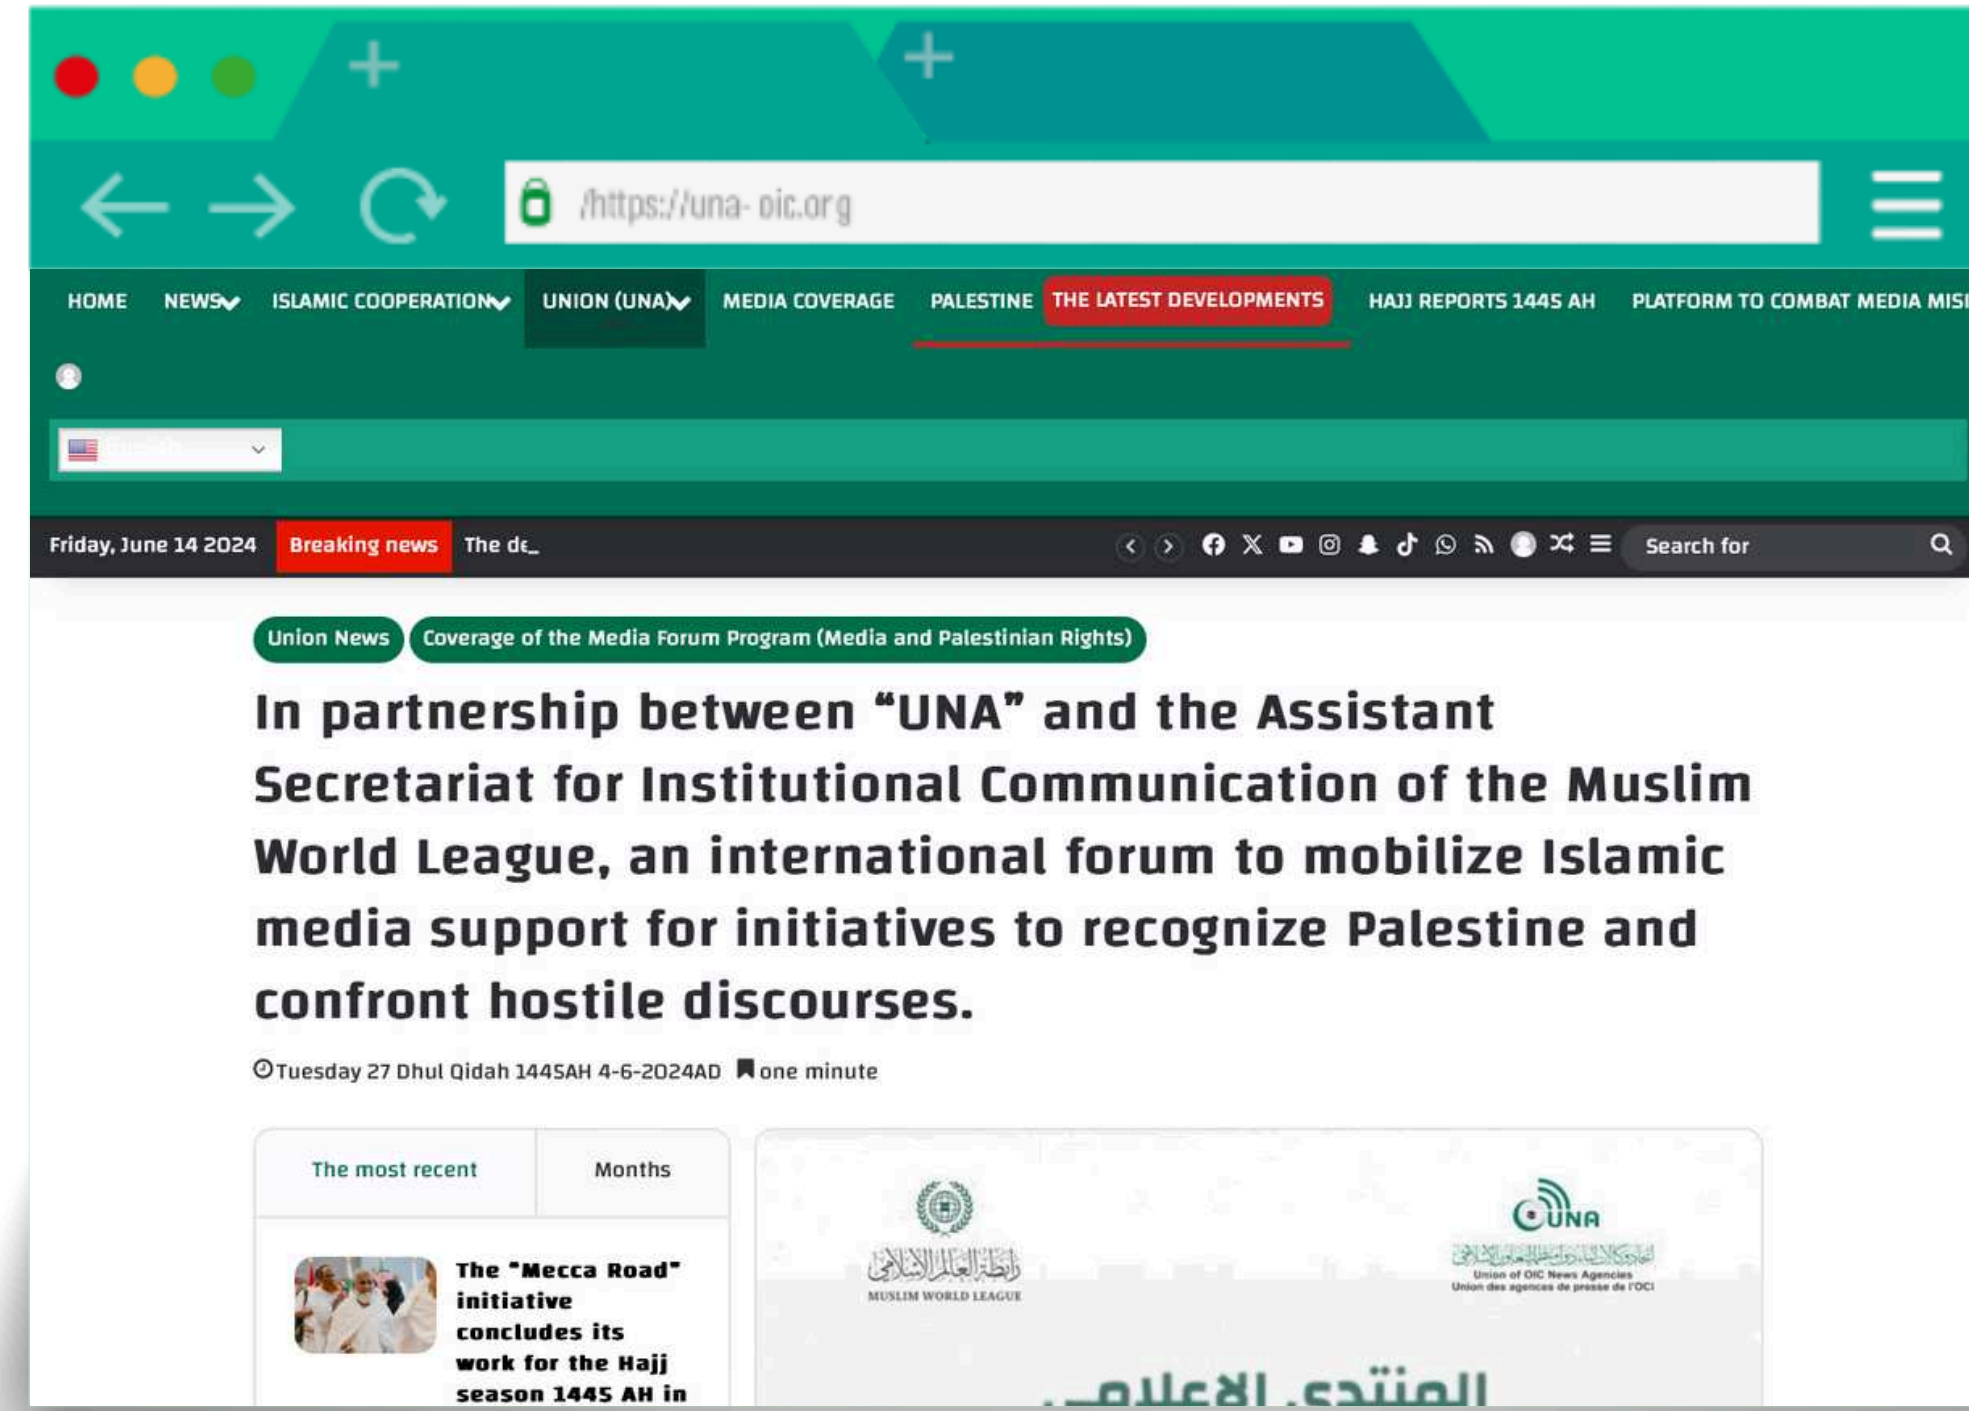 /https://una- oic.org
HOME NEWS ISLAMIC COOPERATION UNION (UNA) MEDIA COVERAGE PALESTINE THE LATEST DEVELOPMENTS HAJJ REPORTS 1445 AH PLATFORM TO COMBAT MEDIA MISI
Friday, June 14 2024 Breaking news The de_ Search for
Union News Coverage of the Media Forum Program (Media and Palestinian Rights)
In partnership between “UNA” and the Assistant
Secretariat for Institutional Communication of the Muslim
World League, an international forum to mobilize Islamic
media support for initiatives to recognize Palestine and
confront hostile discourses.
Tuesday 27 Dhul Qidah 1445AH 4-6-2024AD one minute
The most recent Months
The "Mecca Road"
initiative
concludes its
work for the Hajj
season 1445 AH in
رابطة العالم الإسلامي
MUSLIM WORLD LEAGUE
UNA
Union of OIC News Agencies
Union des agences de presse de l'OCI
المنتدى الإعلامي